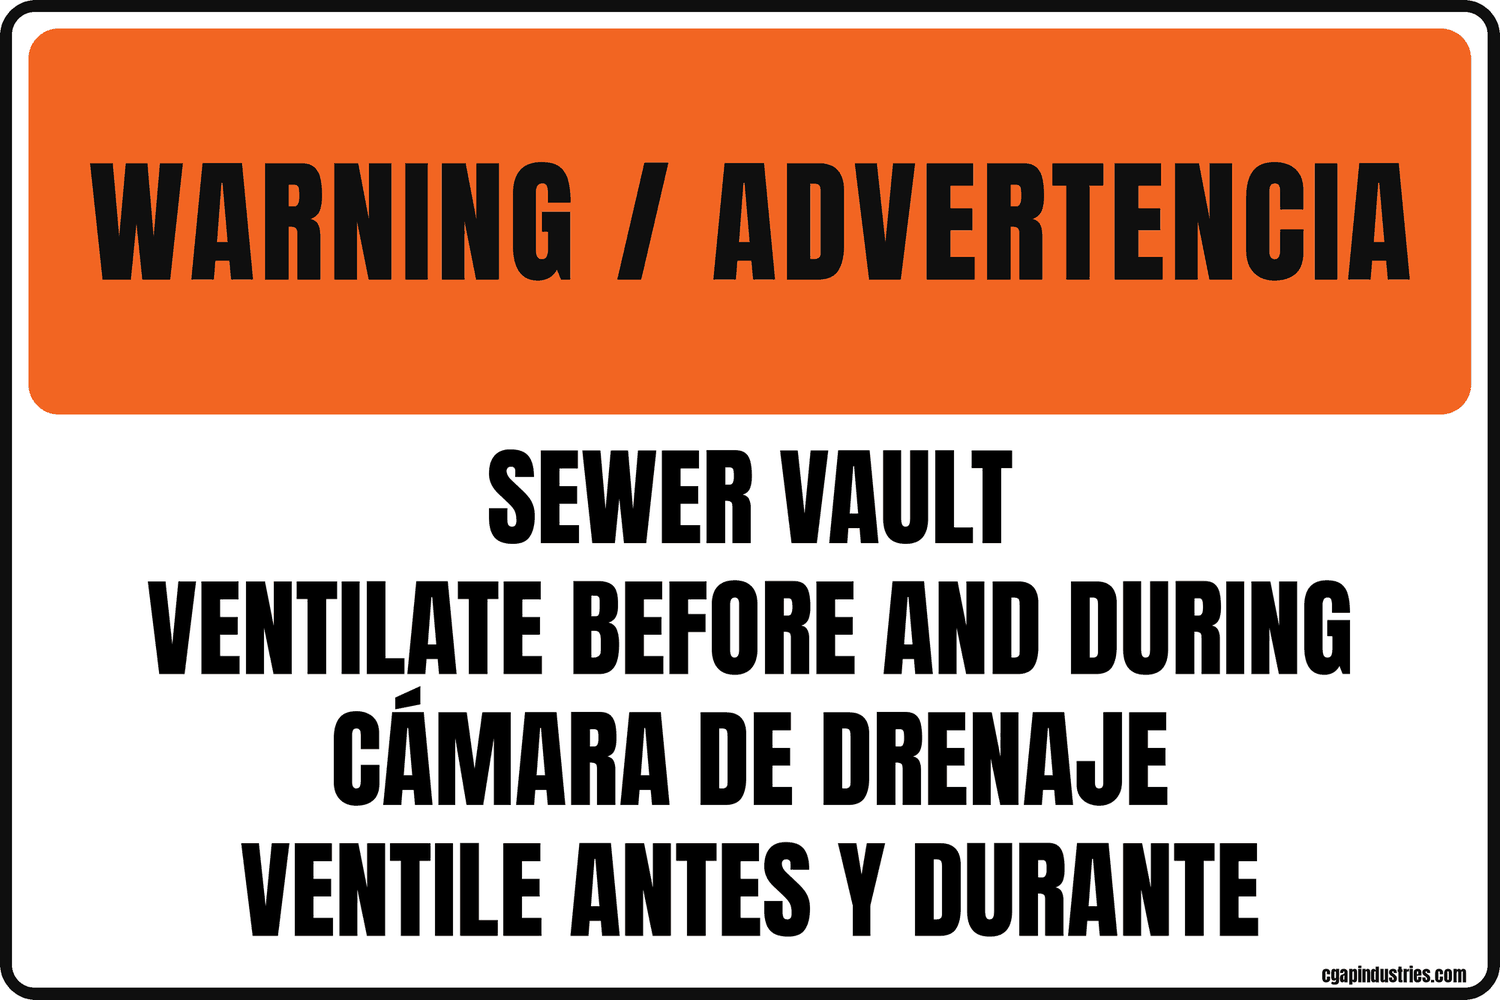 WARNING / ADVERTENCIA
SEWER VAULT
VENTILATE BEFORE AND DURING
CÁMARA DE DRENAJE
VENTILE ANTES Y DURANTE
cgapindustries.com